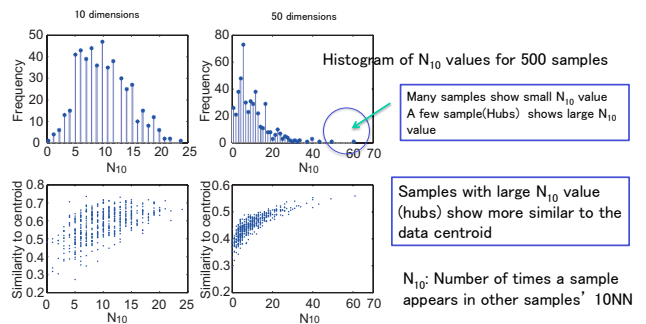 10 dimensions
50 dimensions
Histogram of N10 values for 500 samples
Frequency
50
40
30
20
10
0
0 5 10 15 20 25
N10
Frequency
80
60
40
20
0
0 20 40 60 70
N10
Many samples show small N10 value
A few sample(Hubs) shows large N10
value
Similarity to centroid
0.8
0.7
0.6
0.5
0.4
0.3
0.2
0 5 10 15 20 25
N10
Similarity to centroid
0.6
0.5
0.4
0.3
0.2
0 10 20 30 40 50 60 70
N10
Samples with large N10 value
(hubs) show more similar to the
data centroid
N10: Number of times a sample
appears in other samples' 10NN